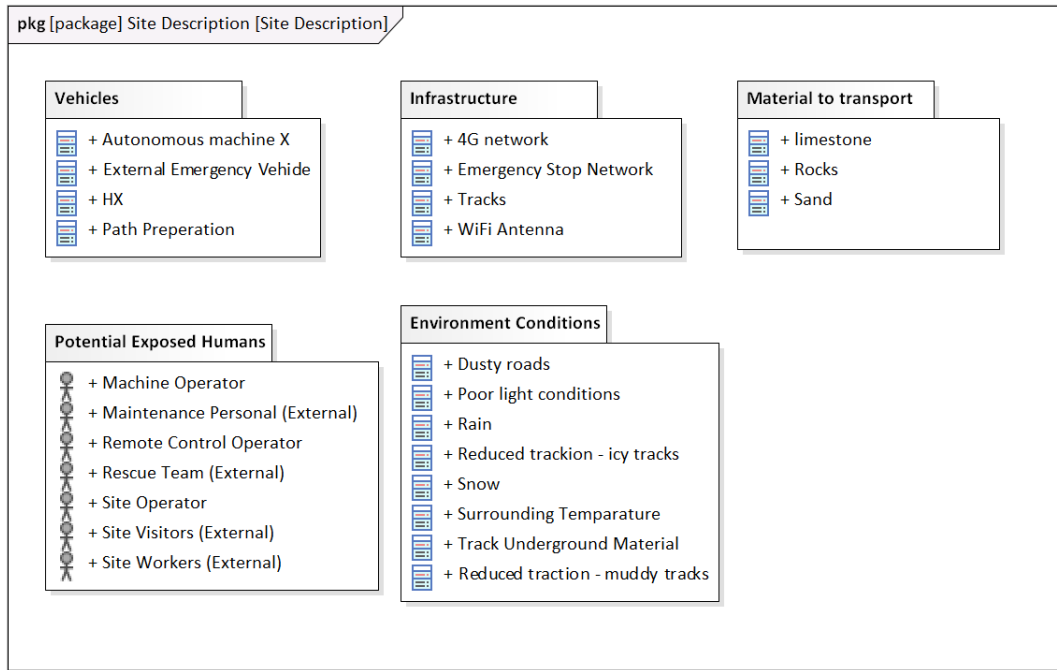 pkg [package] Site Description [Site Description]
Vehicles
+ Autonomous machine X
+ External Emergency Vehide
+ HX
+ Path Preperation
Infrastructure
+ 4G network
+ Emergency Stop Network
+ Tracks
+ WiFi Antenna
Material to transport
+ limestone
+ Rocks
+ Sand
Potential Exposed Humans
+ Machine Operator
+ Maintenance Personal (External)
+ Remote Control Operator
+ Rescue Team (External)
+ Site Operator
+ Site Visitors (External)
+ Site Workers (External)
Environment Conditions
+ Dusty roads
+ Poor light conditions
+ Rain
+ Reduced trackion - icy tracks
+ Snow
+ Surrounding Temparature
+ Track Underground Material
+ Reduced traction - muddy tracks